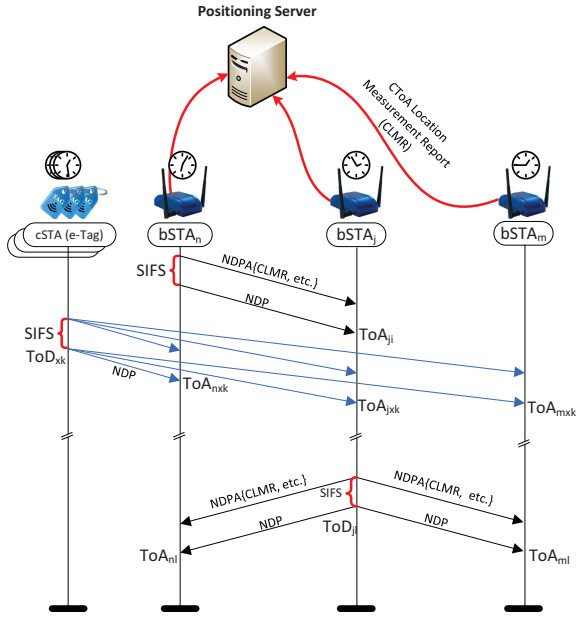 Positioning Server
CToA Location
Measurement Report
(CLMR)
TAG
cSTA (e-Tag)
bSTAₙ
bSTAⱼ
bSTAₘ
SIFS
NDPA{CLMR, etc.}
NDP
ToAⱼᵢ
SIFS
ToDₓₖ
NDP
ToAₙₓₖ
ToAⱼₓₖ
ToAₘₓₖ
NDPA{CLMR, etc.}
SIFS
NDPA{CLMR, etc.}
NDP
ToDⱼₗ
NDP
ToAₙₗ
ToAₘₗ